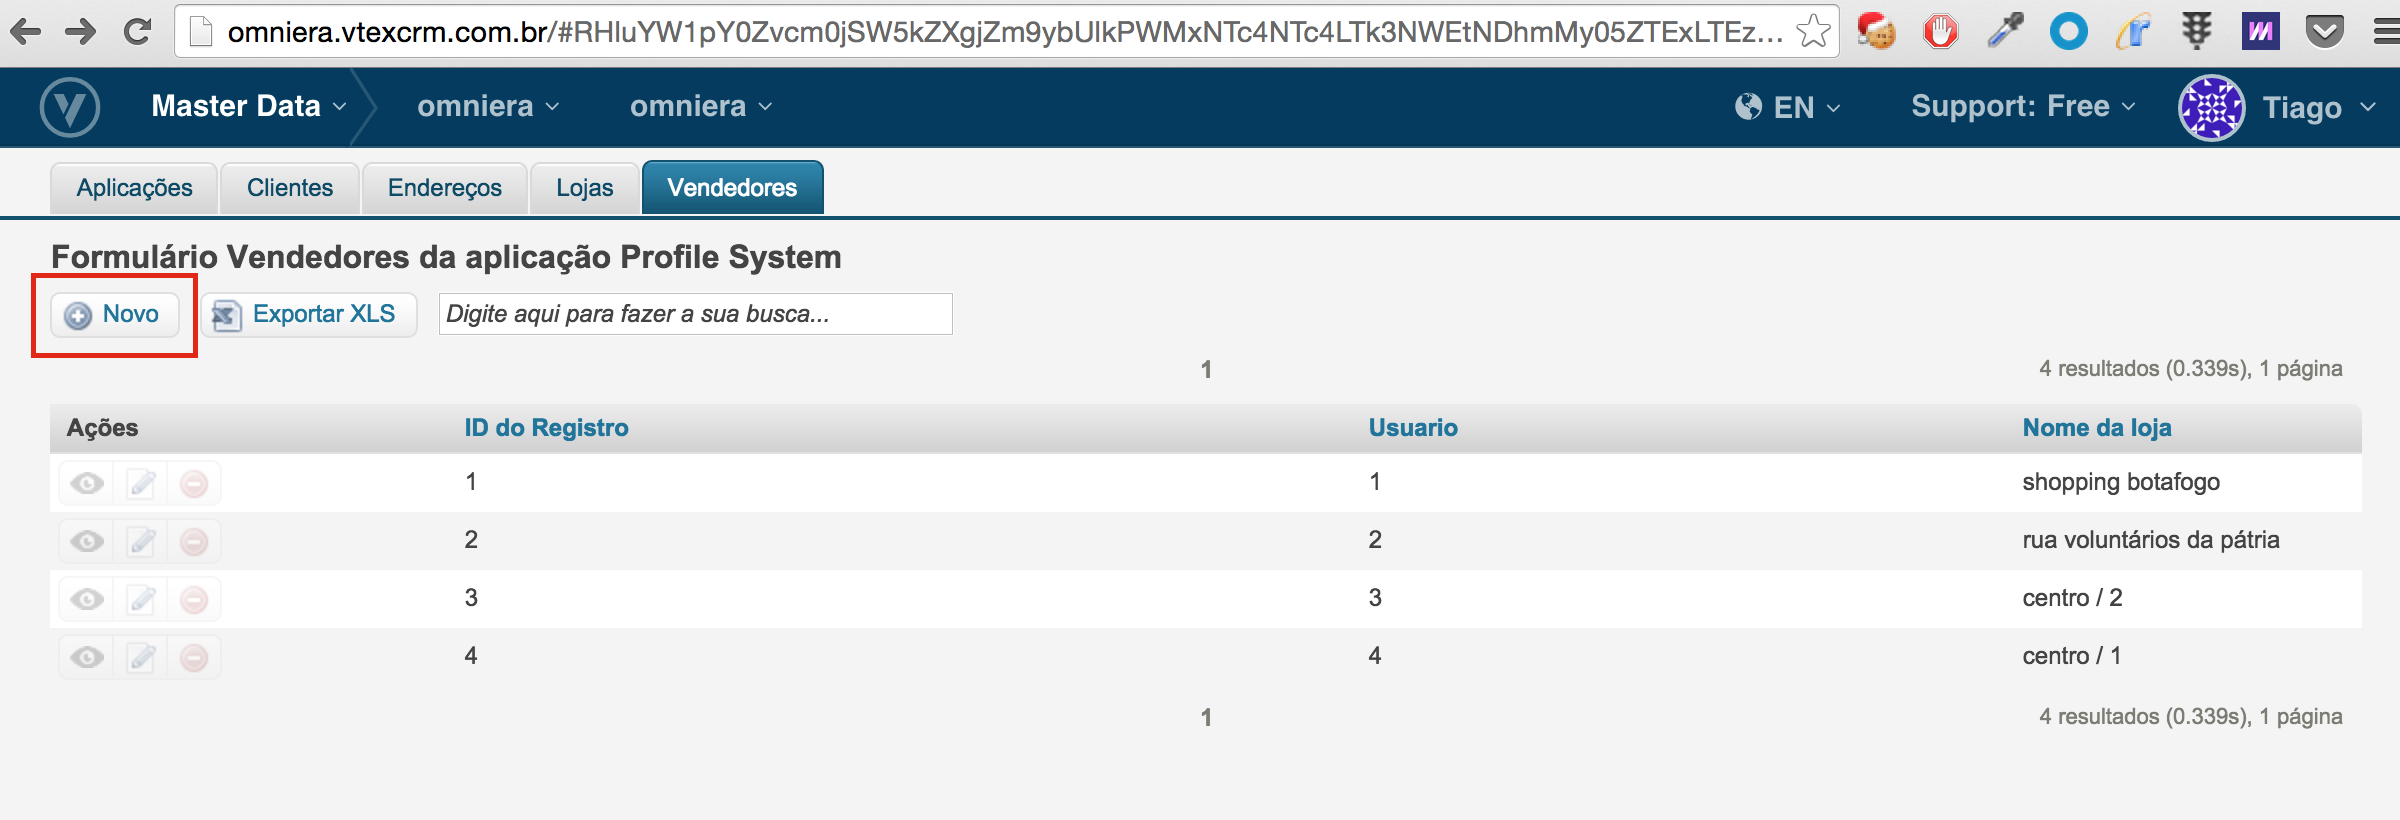 omniera.vtexcrm.com.br/#RHluYW1pY0Zvcm0jSW5kZXgjZm9ybUlkPWMxNTc4NTc4LTk3NWEtNDhmMy05ZTExLTEz...
Master Data omniera omniera EN Support: Free Tiago
Aplicações Clientes Endereços Lojas Vendedores
Formulário Vendedores da aplicação Profile System
Novo Exportar XLS Digite aqui para fazer a sua busca...
1 4 resultados (0.339s), 1 página
Ações ID do Registro Usuario Nome da loja
1 1 shopping botafogo
2 2 rua voluntários da pátria
3 3 centro / 2
4 4 centro / 1
1 4 resultados (0.339s), 1 página